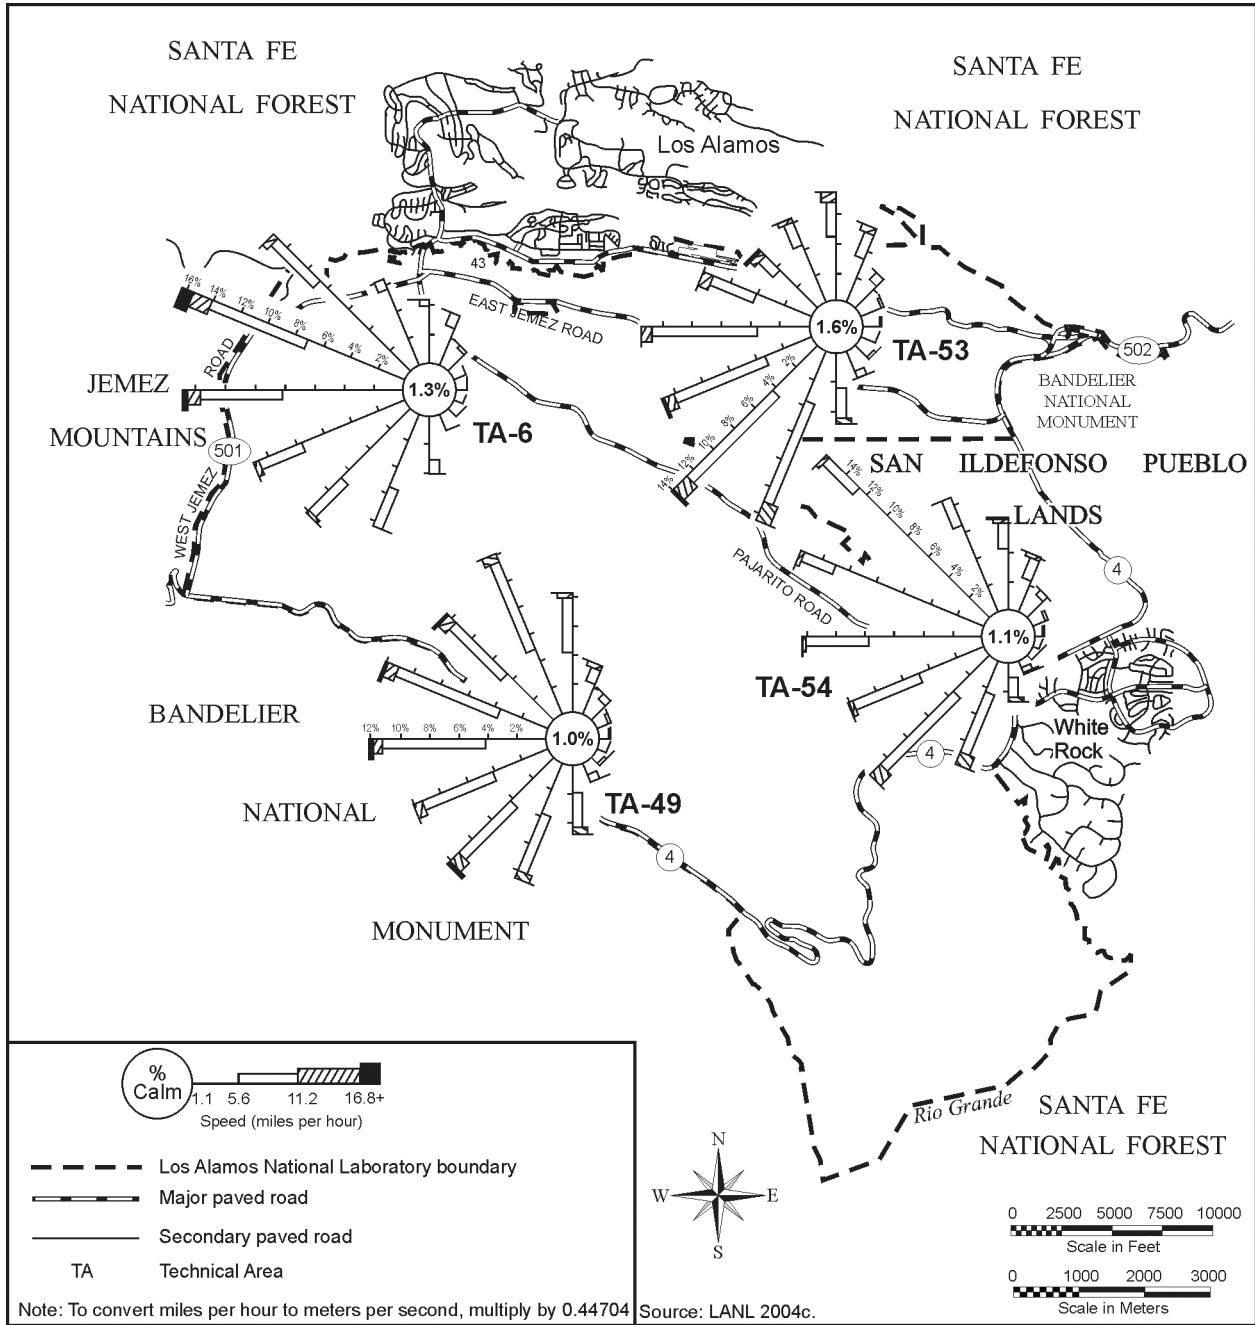 SANTA FE
NATIONAL FOREST
SANTA FE
NATIONAL FOREST
Los Alamos
43
EAST JEMEZ ROAD
16%
14%
12%
10%
8%
6%
4%
2%
1.3%
TA-6
1.6%
TA-53
2%
4%
6%
8%
10%
12%
14%
502
BANDELIER
NATIONAL
MONUMENT
JEMEZ
MOUNTAINS
ROAD
501
WEST JEMEZ
SAN ILDEFONSO PUEBLO
LANDS
14%
12%
10%
8%
6%
4%
2%
4
PAJARITO ROAD
1.1%
TA-54
White
Rock
4
BANDELIER
NATIONAL
MONUMENT
12%
10%
8%
6%
4%
2%
1.0%
TA-49
4
Rio Grande
SANTA FE
NATIONAL FOREST
%
Calm
1.1
5.6
11.2
16.8+
Speed (miles per hour)
Los Alamos National Laboratory boundary
Major paved road
Secondary paved road
TA Technical Area
Note: To convert miles per hour to meters per second, multiply by 0.44704
Source: LANL 2004c.
N
W
E
S
0 2500 5000 7500 10000
Scale in Feet
0 1000 2000 3000
Scale in Meters